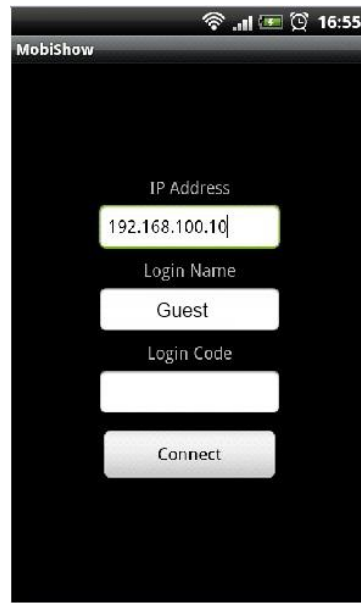 16:55
MobiShow
IP Address
192.168.100.10
Login Name
Guest
Login Code
Connect